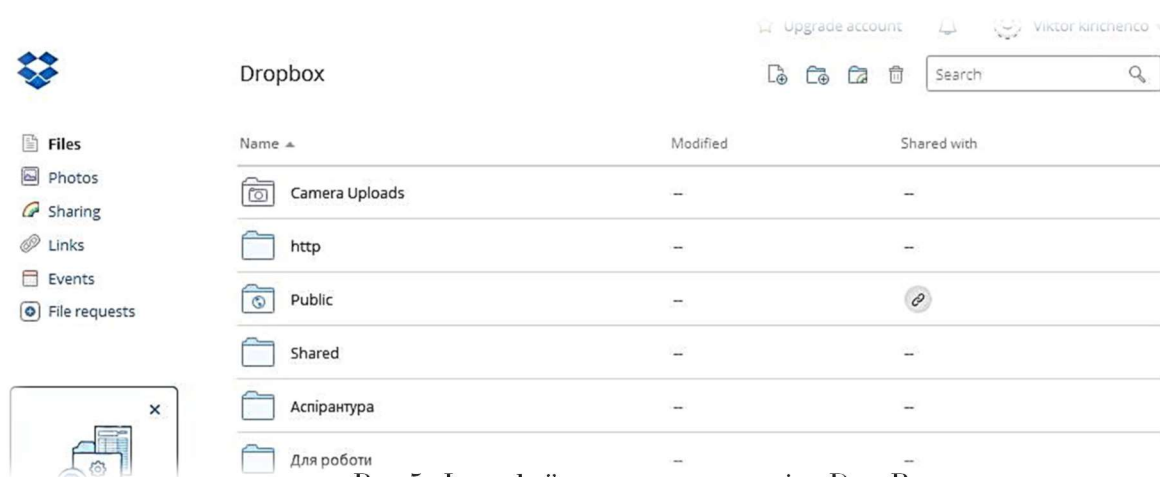 Upgrade account Viktor kirichenco
Dropbox Search
Files
Photos
Sharing
Links
Events
File requests
Name Modified Shared with
Camera Uploads -- --
http -- --
Public --
Shared -- --
Аспірантура -- --
Для роботи -- --